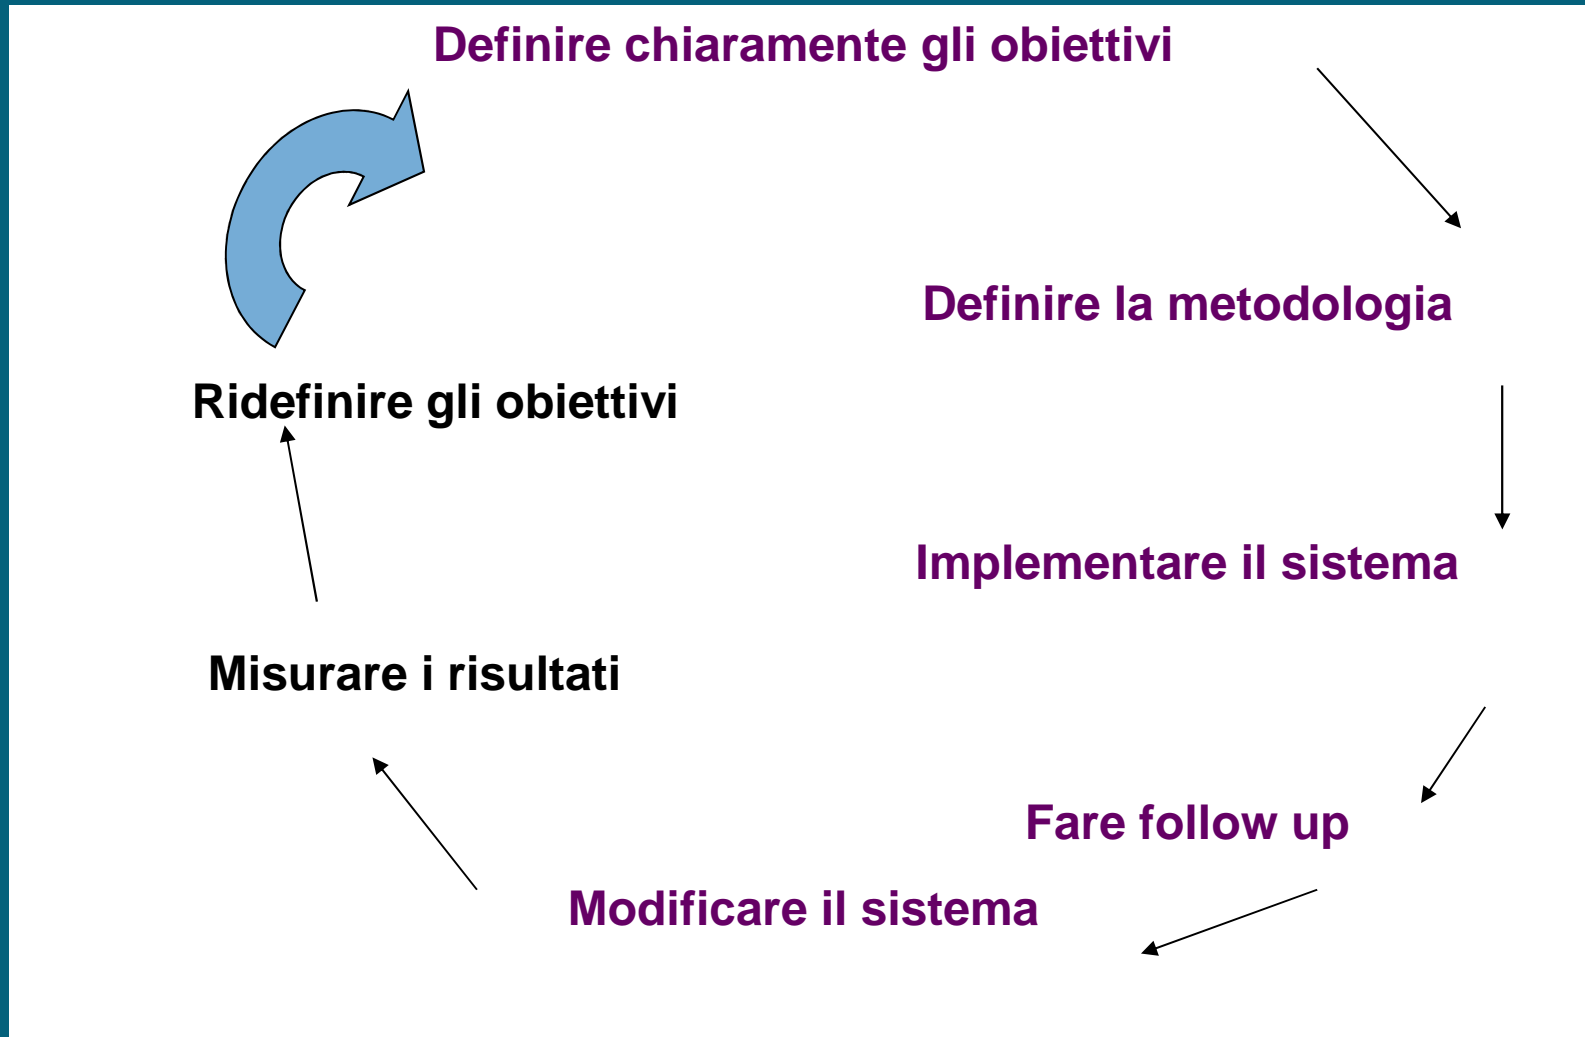 Definire chiaramente gli obiettivi
Definire la metodologia
Implementare il sistema
Fare follow up
Modificare il sistema
Misurare i risultati
Ridefinire gli obiettivi